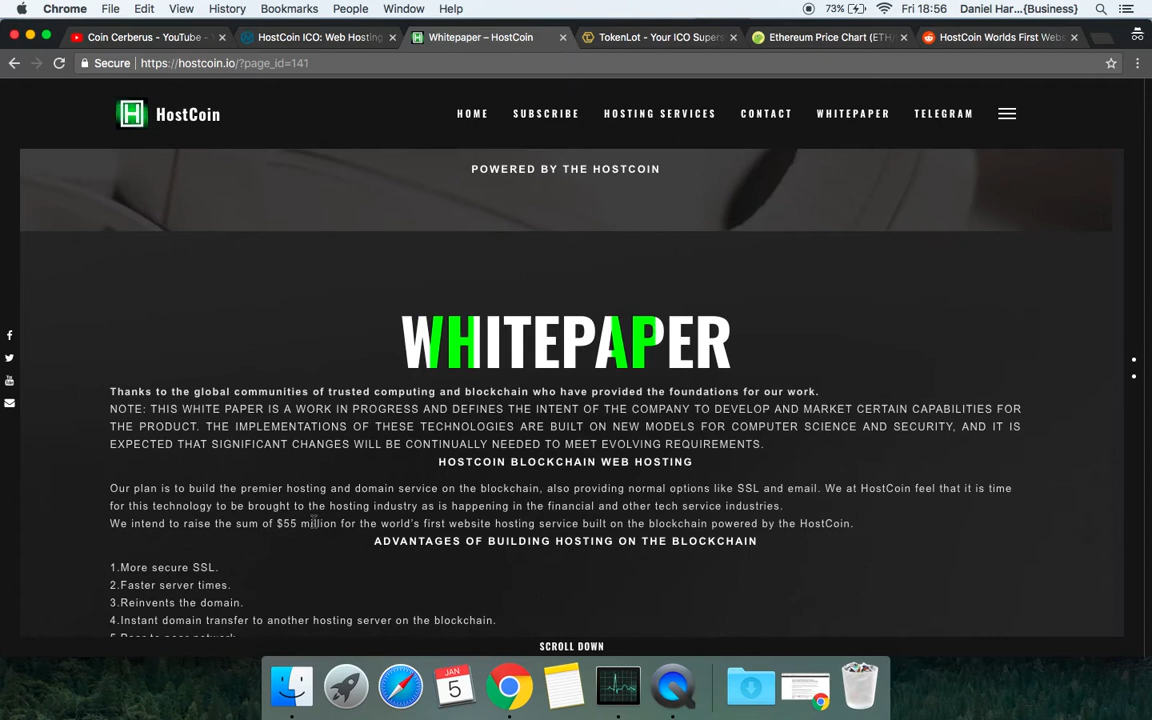 Chrome File Edit View History Bookmarks People Window Help 73% Fri 18:56 Daniel Har...{Business}
Coin Cerberus - YouTube - HostCoin ICO: Web Hosting Whitepaper – HostCoin TokenLot - Your ICO Supers Ethereum Price Chart (ETH/ HostCoin Worlds First Webs
Secure https://hostcoin.io/?page_id=141
H HostCoin HOME SUBSCRIBE HOSTING SERVICES CONTACT WHITEPAPER TELEGRAM
POWERED BY THE HOSTCOIN
WHITEPAPER
Thanks to the global communities of trusted computing and blockchain who have provided the foundations for our work.
NOTE: THIS WHITE PAPER IS A WORK IN PROGRESS AND DEFINES THE INTENT OF THE COMPANY TO DEVELOP AND MARKET CERTAIN CAPABILITIES FOR
THE PRODUCT. THE IMPLEMENTATIONS OF THESE TECHNOLOGIES ARE BUILT ON NEW MODELS FOR COMPUTER SCIENCE AND SECURITY, AND IT IS
EXPECTED THAT SIGNIFICANT CHANGES WILL BE CONTINUALLY NEEDED TO MEET EVOLVING REQUIREMENTS.
HOSTCOIN BLOCKCHAIN WEB HOSTING
Our plan is to build the premier hosting and domain service on the blockchain, also providing normal options like SSL and email. We at HostCoin feel that it is time
for this technology to be brought to the hosting industry as is happening in the financial and other tech service industries.
We intend to raise the sum of $55 million for the world's first website hosting service built on the blockchain powered by the HostCoin.
ADVANTAGES OF BUILDING HOSTING ON THE BLOCKCHAIN
1.More secure SSL.
2.Faster server times.
3.Reinvents the domain.
4.Instant domain transfer to another hosting server on the blockchain.
5.Peer to peer network
SCROLL DOWN
JAN
5